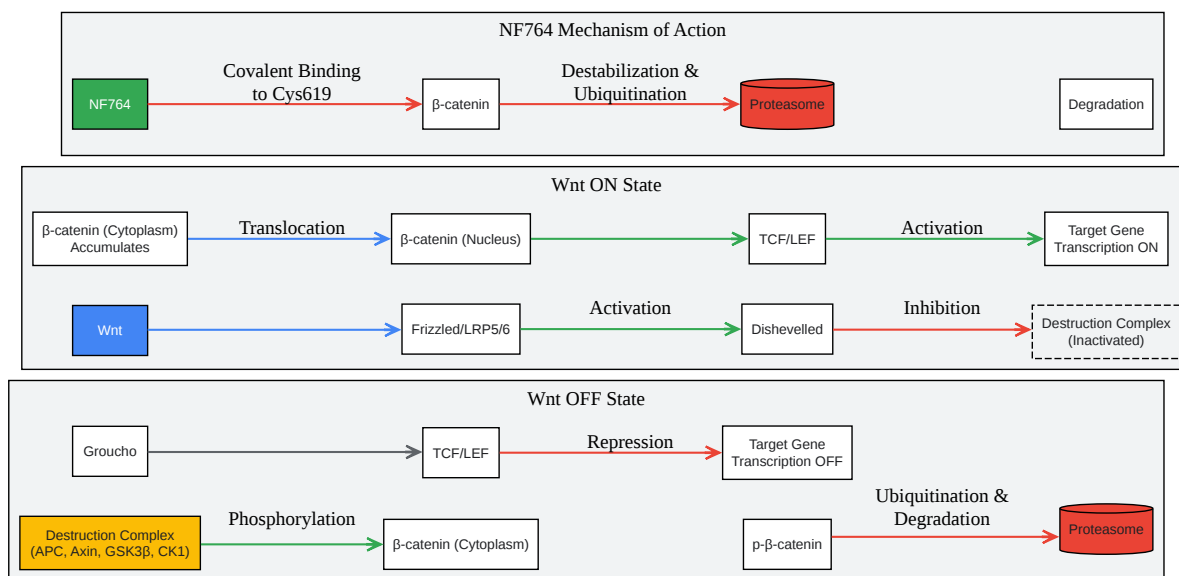 NF764 Mechanism of Action
Covalent Binding
to Cys619
Destabilization &
Ubiquitination
NF764
β-catenin
Proteasome
Degradation
Wnt ON State
β-catenin (Cytoplasm)
Accumulates
Translocation
β-catenin (Nucleus)
TCF/LEF
Activation
Target Gene
Transcription ON
Wnt
Frizzled/LRP5/6
Activation
Dishevelled
Inhibition
Destruction Complex
(Inactivated)
Wnt OFF State
Groucho
TCF/LEF
Repression
Target Gene
Transcription OFF
Destruction Complex
(APC, Axin, GSK3β, CK1)
Phosphorylation
β-catenin (Cytoplasm)
p-β-catenin
Ubiquitination &
Degradation
Proteasome